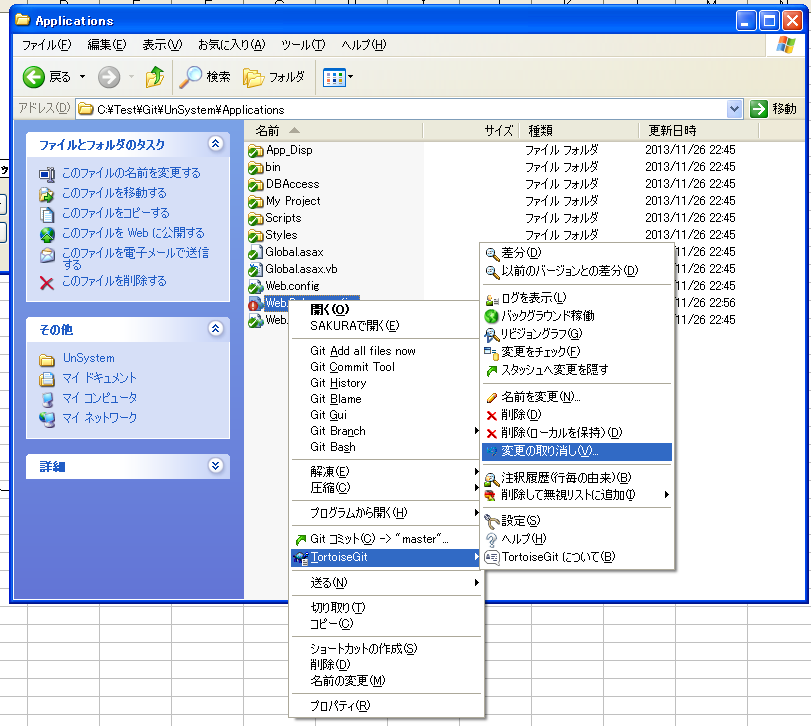 Applications
ファイル(F) 編集(E) 表示(V) お気に入り(A) ツール(T) ヘルプ(H)
戻る 検索 フォルダ
アドレス(D) C:¥Test¥Git¥UnSystem¥Applications 移動
ファイルとフォルダのタスク
このファイルの名前を変更する
このファイルを移動する
このファイルをコピーする
このファイルを Web に公開する
このファイルを電子メールで送信する
このファイルを削除する
その他
UnSystem
マイ ドキュメント
マイ コンピュータ
マイ ネットワーク
詳細
名前 サイズ 種類 更新日時
App_Disp ファイル フォルダ 2013/11/26 22:45
bin ファイル フォルダ 2013/11/26 22:45
DBAccess ファイル フォルダ 2013/11/26 22:45
My Project ファイル フォルダ 2013/11/26 22:45
Scripts ファイル フォルダ 2013/11/26 22:45
Styles ファイル フォルダ 2013/11/26 22:45
Global.asax /11/26 22:45
Global.asax.vb /11/26 22:45
Web.config /11/26 22:45
/11/26 22:56
Web. /11/26 22:45
開く(O)
SAKURAで開く(E)
Git Add all files now
Git Commit Tool
Git History
Git Blame
Git Gui
Git Branch
Git Bash
解凍(E)
圧縮(C)
プログラムから開く(H)
Git コミット(C) -> "master"...
TortoiseGit
送る(N)
切り取り(T)
コピー(C)
ショートカットの作成(S)
削除(D)
名前の変更(M)
プロパティ(R)
差分(D)
以前のバージョンとの差分(D)
ログを表示(L)
バックグラウンド稼働
リビジョングラフ(G)
変更をチェック(F)
スタッシュへ変更を隠す
名前を変更(N)...
削除(D)
削除(ローカルを保持)(D)
変更の取り消し(V)...
注釈履歴(行毎の由来)(B)
削除して無視リストに追加(I)
設定(S)
ヘルプ(H)
TortoiseGit について(B)